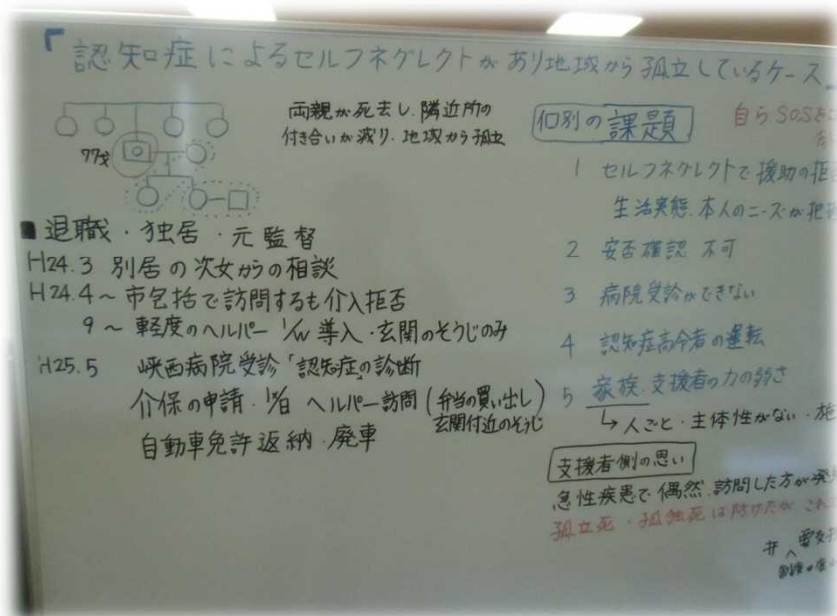 「認知症によるセルフネグレクトがあり地域から孤立しているケース」
両親が死去し、隣近所の
付き合いが減り、地域から孤立
77才
■退職・独居・元監督
H24.3 別居の次女からの相談
H24.4~市包括で訪問するも介入拒否
9~軽度のヘルパー 1/W 導入・玄関のそうじのみ
H25.5 峡西病院受診「認知症」の診断
介保の申請・1×/日 ヘルパー訪問(弁当の買い出し
玄関付近のそうじ)
自動車免許返納・廃車
個別の課題
自らSOSを
1 セルフネグレクトで援助の拒
生活実態、本人のニーズが把
2 安否確認 不可
3 病院受診ができない
4 認知症高令者の運転
5 家族・支援者の力の弱さ
↳人ごと・主体性がない・施
支援者側の思い
急性疾患で偶然、訪問した方が発
孤立死・孤独死は防げたが これ